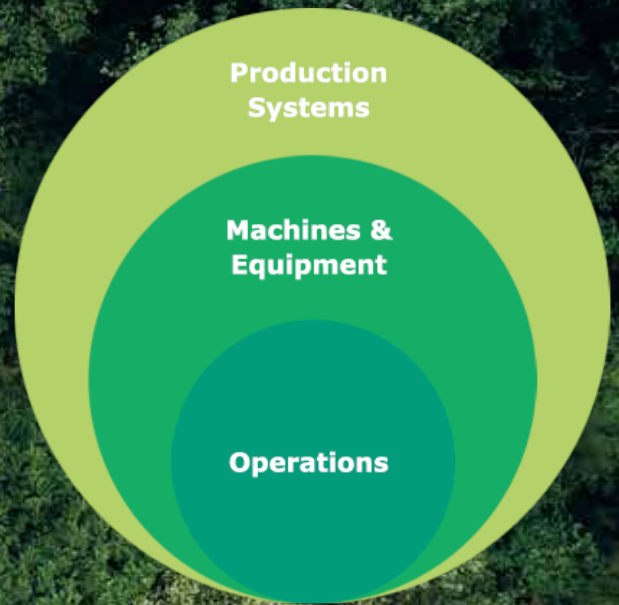 Production
Systems
Machines &
Equipment
Operations